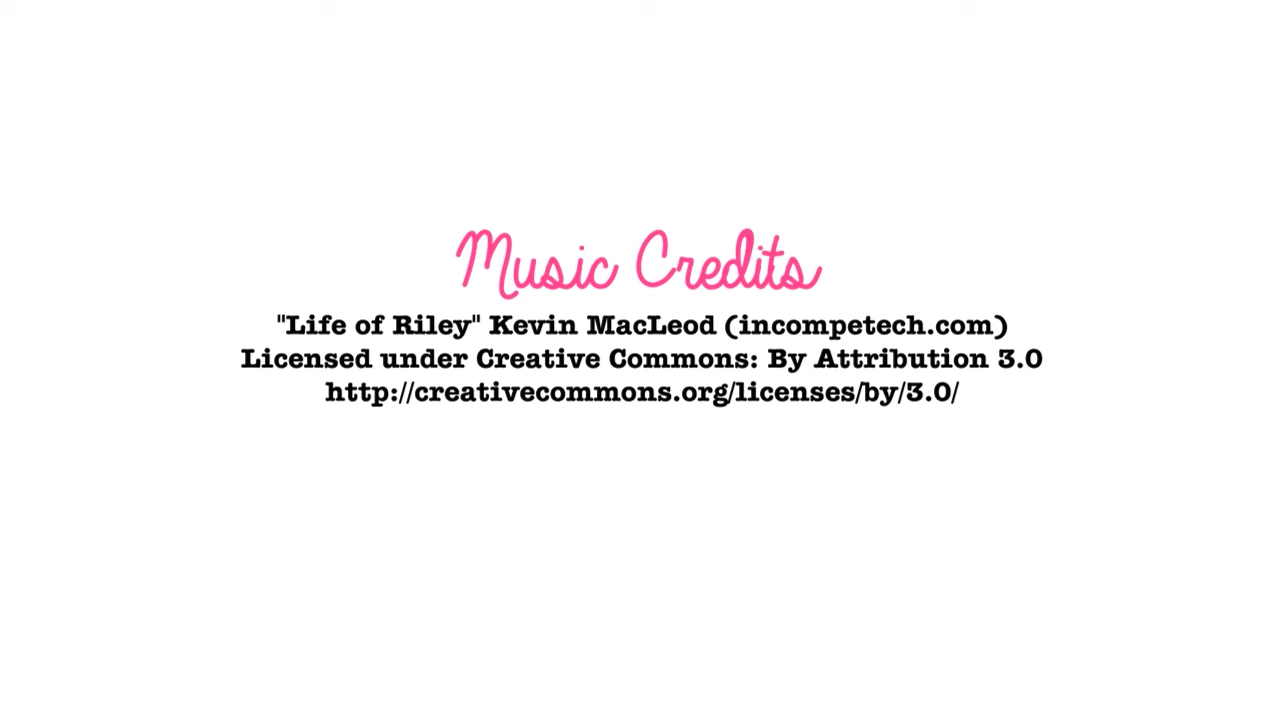 Music Credits
"Life of Riley" Kevin MacLeod (incompetech.com)
Licensed under Creative Commons: By Attribution 3.0
http://creativecommons.org/licenses/by/3.0/